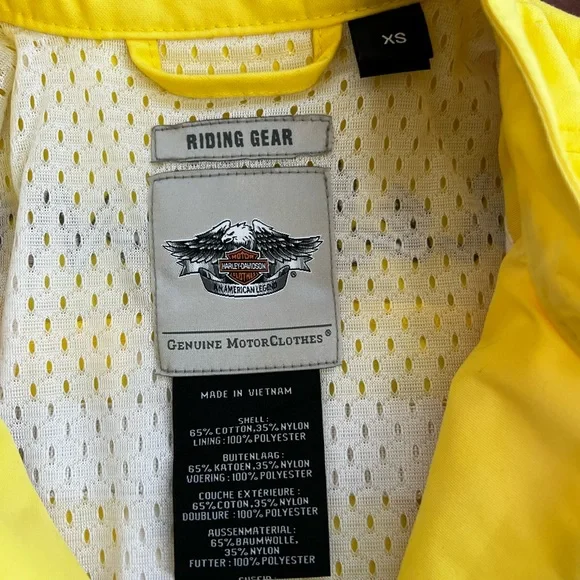 XS
RIDING GEAR
MOTOR
HARLEY-DAVIDSON
CLOTHES
AN AMERICAN LEGEND
GENUINE MOTORCLOTHES®
MADE IN VIETNAM
SHELL:
65% COTTON, 35% NYLON
LINING: 100% POLYESTER
BUITENLAAG:
65% KATOEN, 35% NYLON
VOERING: 100% POLYESTER
COUCHE EXTÉRIEURE:
65% COTON, 35% NYLON
DOUBLURE: 100% POLYESTER
AUSSENMATERIAL:
65% BAUMWOLLE,
35% NYLON
FUTTER: 100% POLYESTER